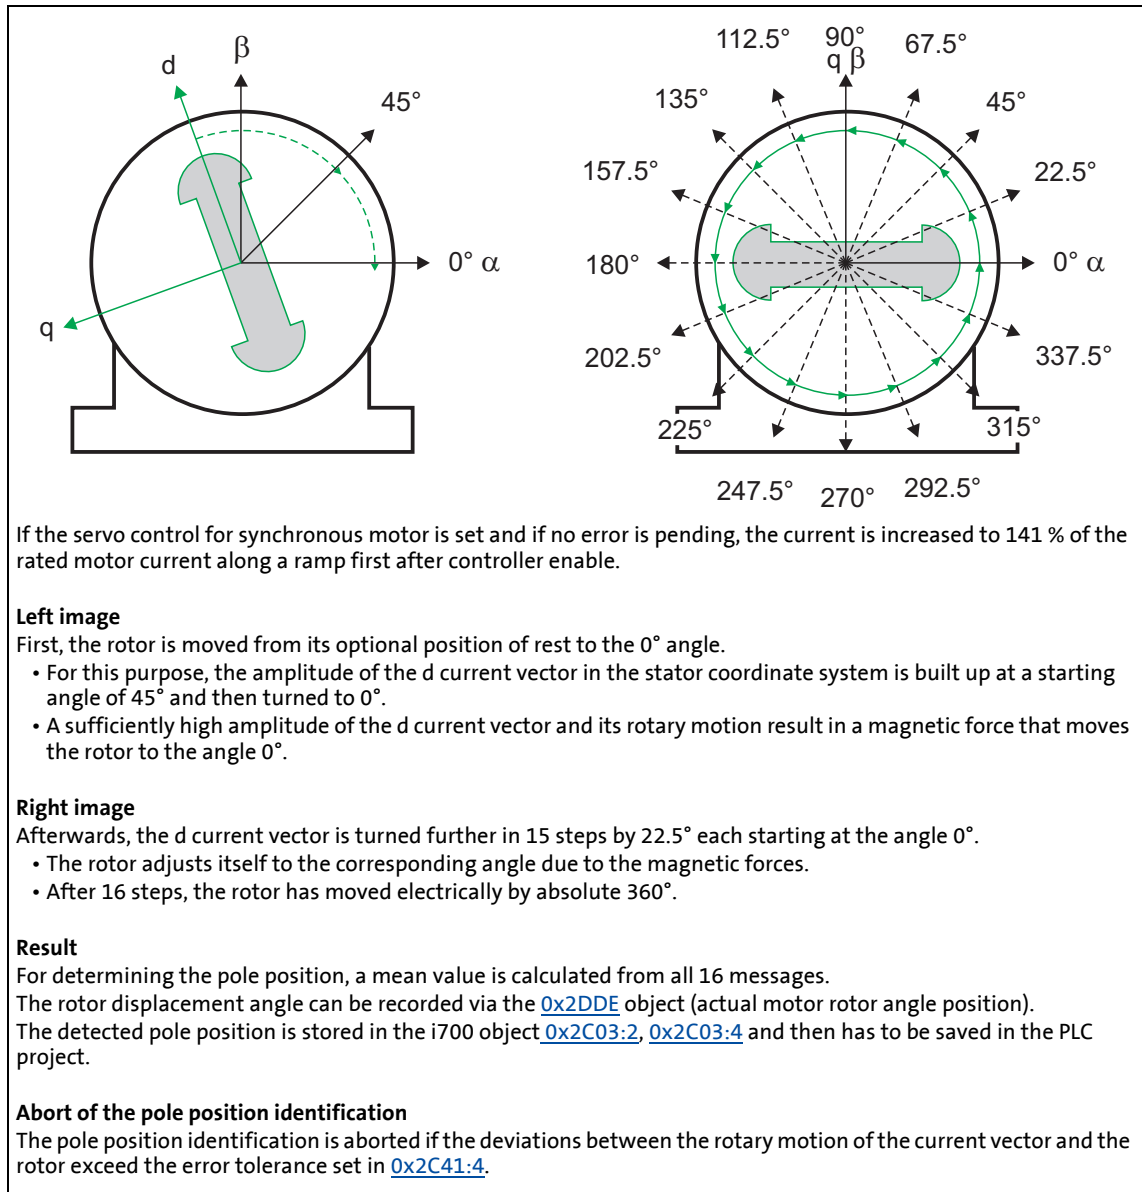 d
β
45°
0° α
q
112.5°
90°
q β
67.5°
135°
45°
157.5°
22.5°
180°
0° α
202.5°
337.5°
225°
315°
247.5°
270°
292.5°
If the servo control for synchronous motor is set and if no error is pending, the current is increased to 141 % of the
rated motor current along a ramp first after controller enable.
Left image
First, the rotor is moved from its optional position of rest to the 0° angle.
• For this purpose, the amplitude of the d current vector in the stator coordinate system is built up at a starting
angle of 45° and then turned to 0°.
• A sufficiently high amplitude of the d current vector and its rotary motion result in a magnetic force that moves
the rotor to the angle 0°.
Right image
Afterwards, the d current vector is turned further in 15 steps by 22.5° each starting at the angle 0°.
• The rotor adjusts itself to the corresponding angle due to the magnetic forces.
• After 16 steps, the rotor has moved electrically by absolute 360°.
Result
For determining the pole position, a mean value is calculated from all 16 messages.
The rotor displacement angle can be recorded via the 0x2DDE object (actual motor rotor angle position).
The detected pole position is stored in the i700 object 0x2C03:2, 0x2C03:4 and then has to be saved in the PLC
project.
Abort of the pole position identification
The pole position identification is aborted if the deviations between the rotary motion of the current vector and the
rotor exceed the error tolerance set in 0x2C41:4.